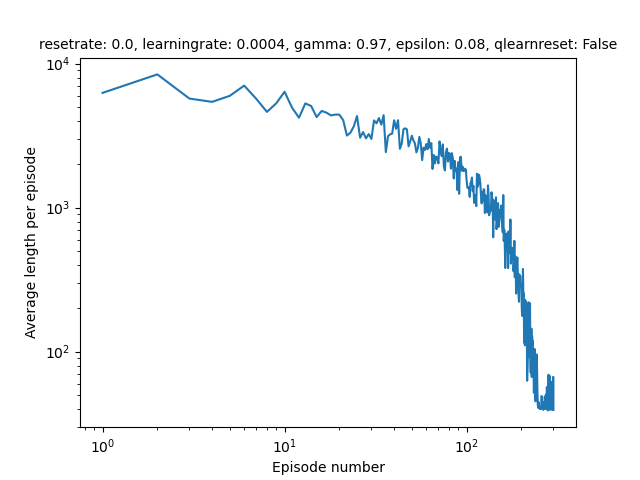 resetrate: 0.0, learningrate: 0.0004, gamma: 0.97, epsilon: 0.08, qlearnreset: False
Average length per episode
10⁴
10³
10²
10⁰ 10¹ 10²
Episode number